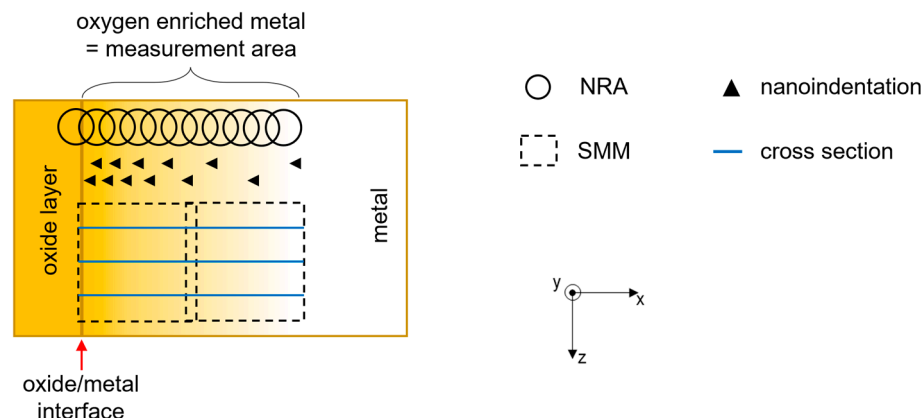 oxygen enriched metal
= measurement area
NRA
nanoindentation
SMM
cross section
oxide layer
metal
y
x
z
oxide/metal
interface